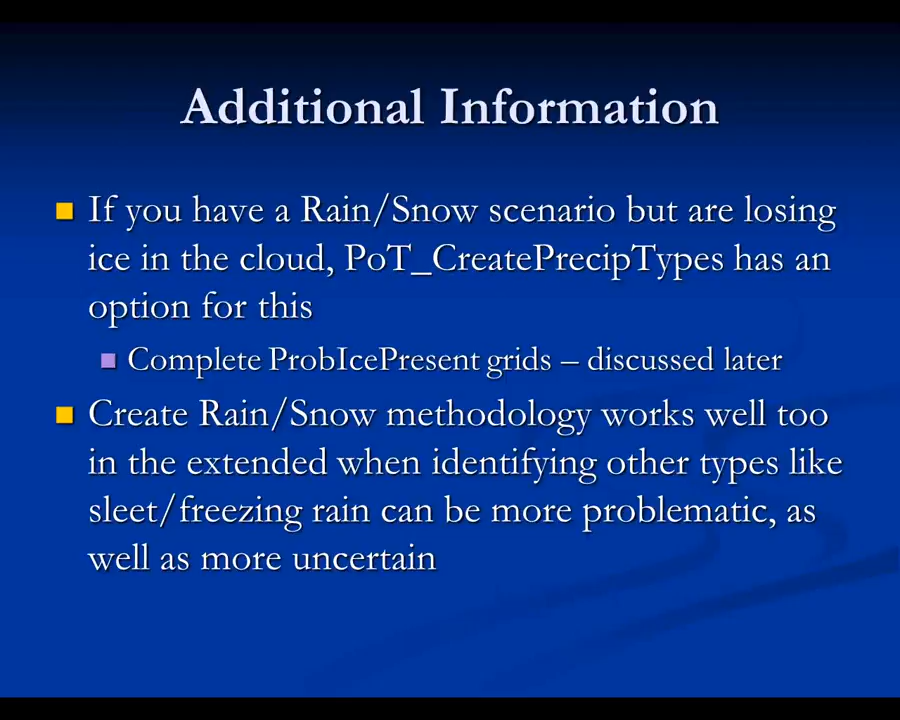 Additional Information
If you have a Rain/Snow scenario but are losing
ice in the cloud, PoT_CreatePrecipTypes has an
option for this
Complete ProbIcePresent grids – discussed later
Create Rain/Snow methodology works well too
in the extended when identifying other types like
sleet/freezing rain can be more problematic, as
well as more uncertain